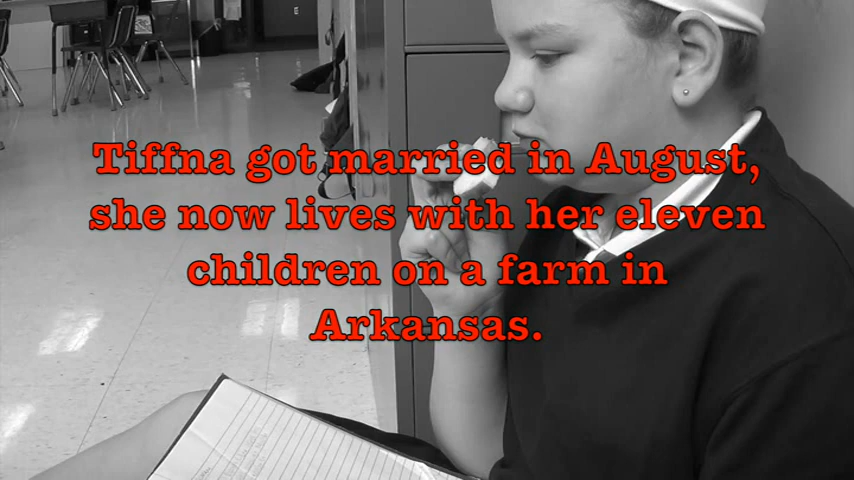 Tiffna got married in August,
she now lives with her eleven
children on a farm in
Arkansas.